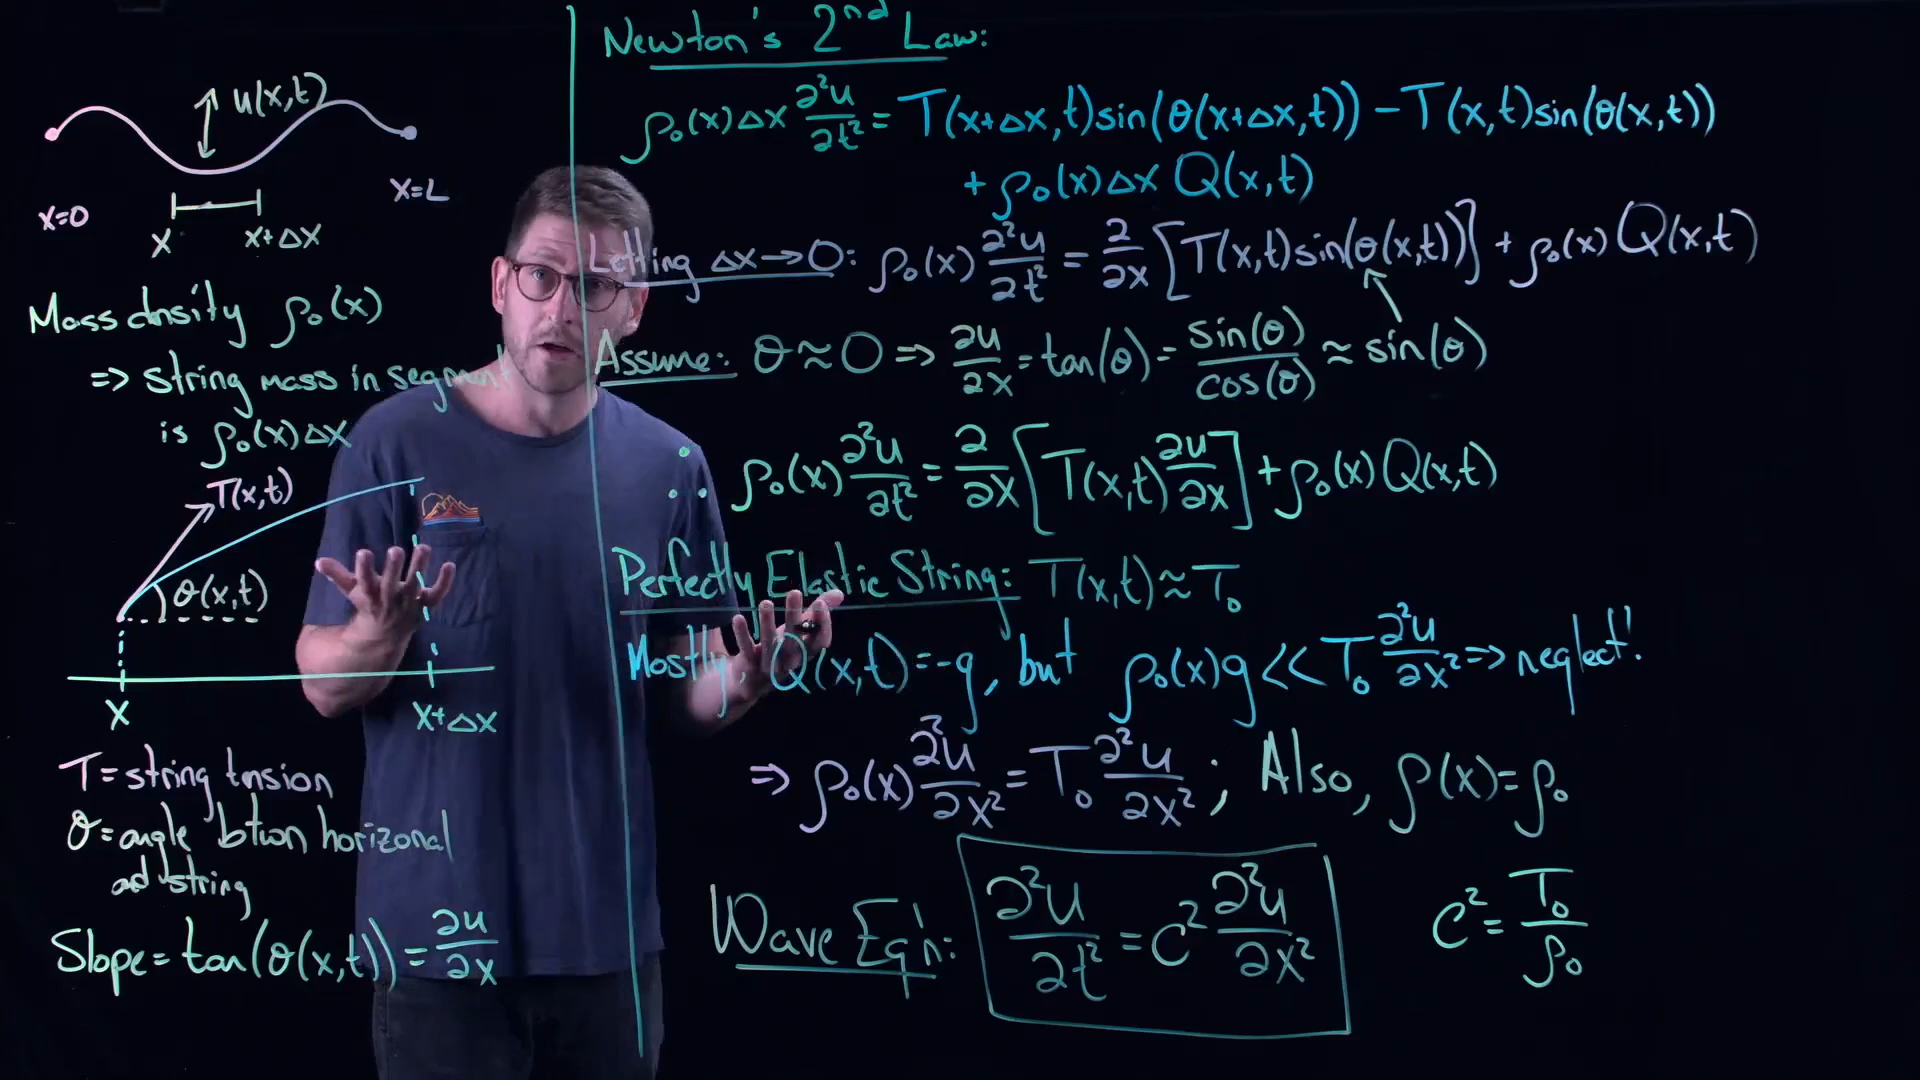 u(x,t)
x=0
x=L
x x+Δx
Mass density ρ₀(x)
=> string mass in segment
is ρ₀(x)Δx
T(x,t)
θ(x,t)
x x+Δx
T=string tension
θ=angle btwn horizonal
and string
Slope=tan(θ(x,t))=∂u/∂x
Newton's 2nd Law:
ρ₀(x)Δx ∂²u/∂t² = T(x+Δx,t)sin(θ(x+Δx,t)) - T(x,t)sin(θ(x,t))
+ ρ₀(x)Δx Q(x,t)
Letting Δx→0: ρ₀(x) ∂²u/∂t² = ∂/∂x [T(x,t)sin(θ(x,t))] + ρ₀(x) Q(x,t)
Assume: θ≈0 => ∂u/∂x = tan(θ) = sin(θ)/cos(θ) ≈ sin(θ)
∴ ρ₀(x) ∂²u/∂t² = ∂/∂x [T(x,t) ∂u/∂x] + ρ₀(x) Q(x,t)
Perfectly Elastic String: T(x,t)≈T₀
Mostly, Q(x,t)=-g, but ρ₀(x)g << T₀ ∂²u/∂x² => neglect!
=> ρ₀(x) ∂²u/∂x² = T₀ ∂²u/∂x² ; Also, ρ(x)=ρ₀
Wave Eq'n: ∂²u/∂t² = c² ∂²u/∂x² c² = T₀/ρ₀